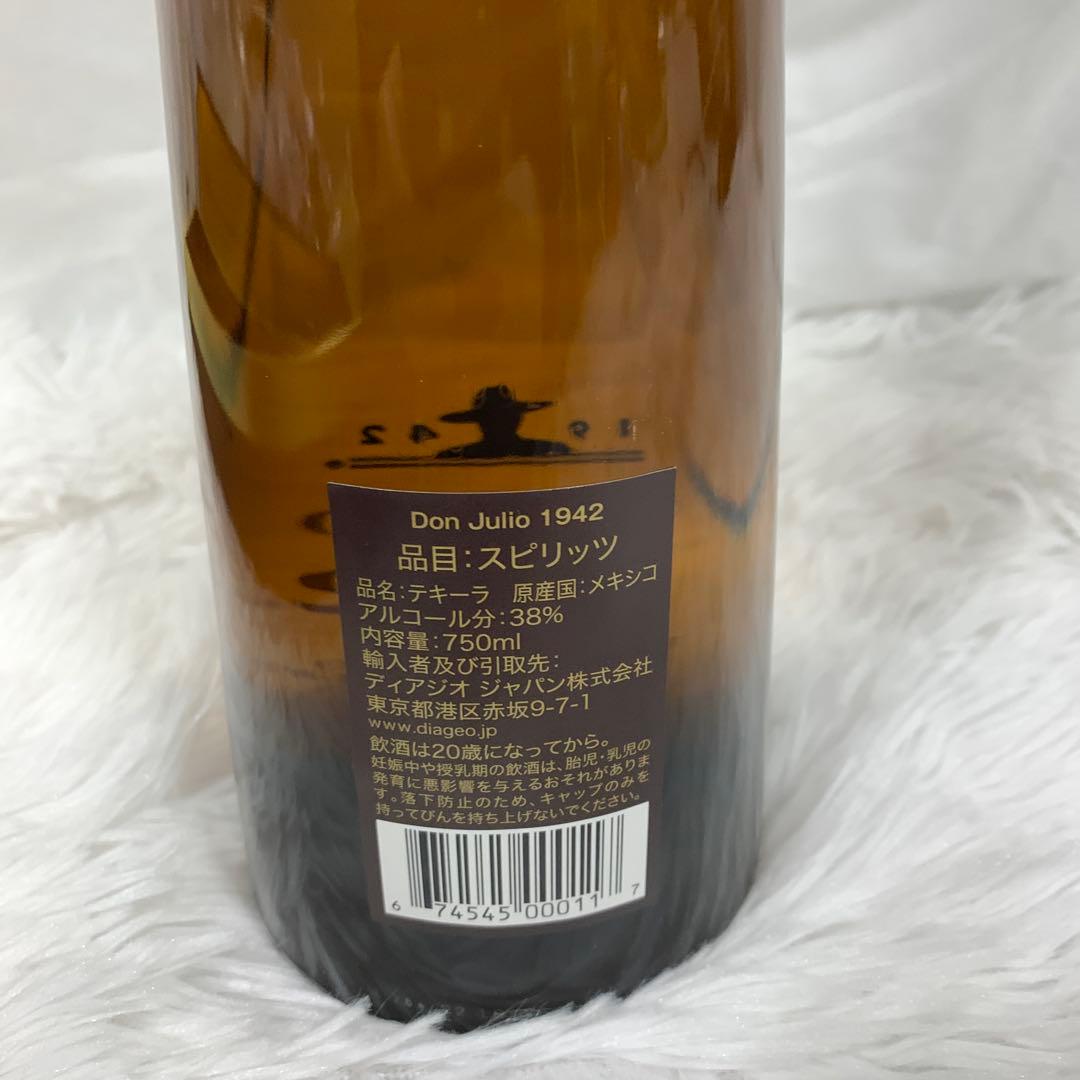 1942
Don Julio 1942
品目：スピリッツ
品名：テキーラ　原産国：メキシコ
アルコール分：38%
内容量：750ml
輸入者及び引取先：
ディアジオ ジャパン株式会社
東京都港区赤坂9-7-1
www.diageo.jp
飲酒は20歳になってから。
妊娠中や授乳期の飲酒は、胎児・乳児の
発育に悪影響を与えるおそれがありま
す。落下防止のため、キャップのみを
持ってびんを持ち上げないでください。
6 74545 00011 7